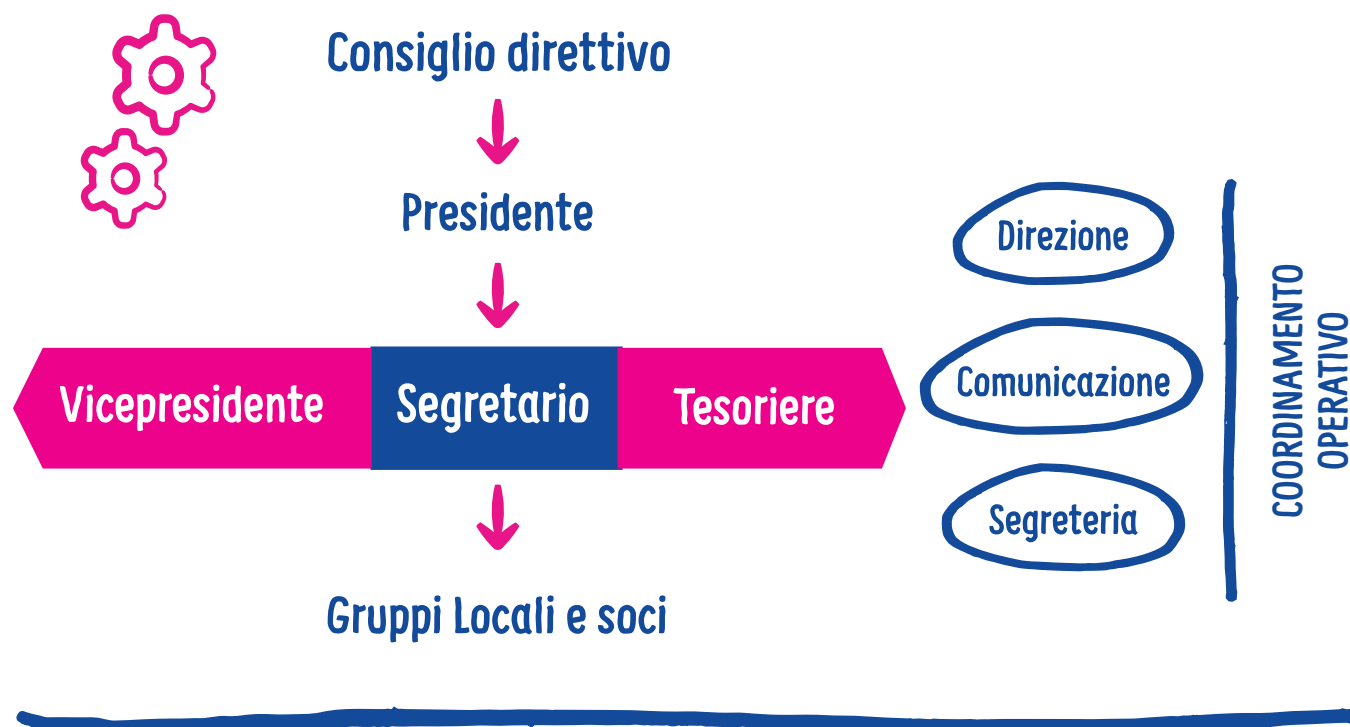 Consiglio direttivo
Presidente
Vicepresidente
Segretario
Tesoriere
Gruppi Locali e soci
Direzione
Comunicazione
Segreteria
COORDINAMENTO
OPERATIVO